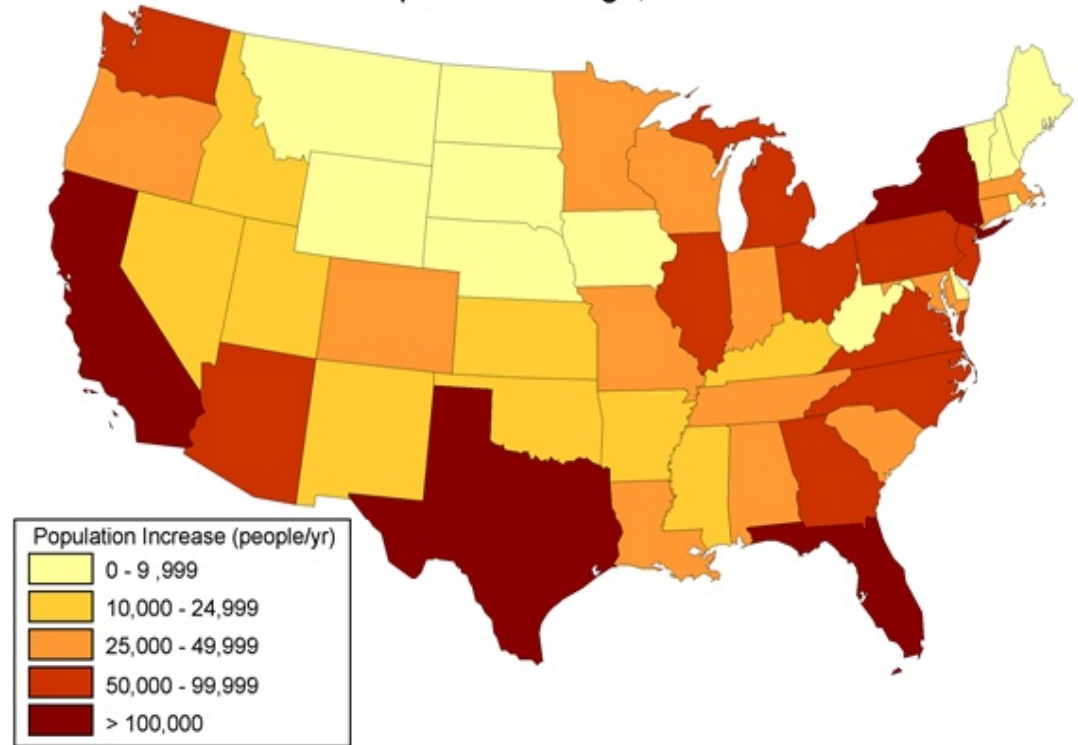 Population Increase (people/yr)
0 - 9 ,999
10,000 - 24,999
25,000 - 49,999
50,000 - 99,999
> 100,000